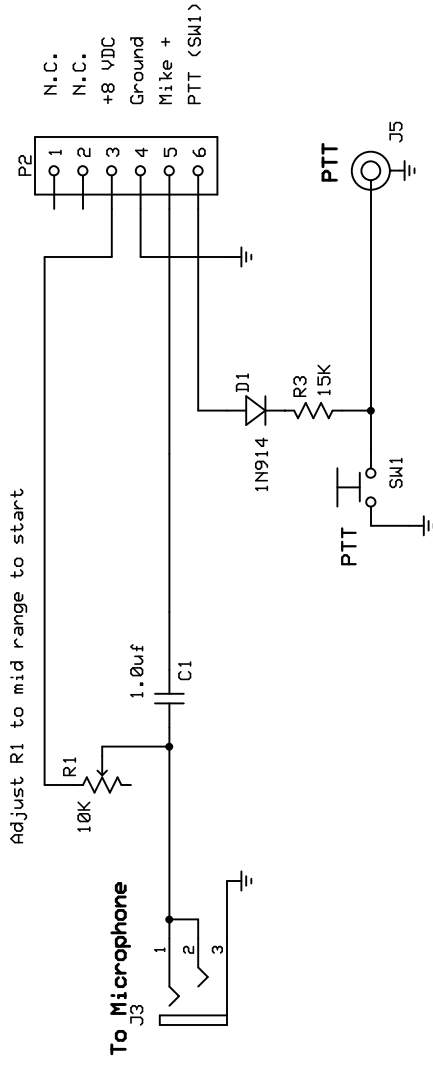 Adjust R1 to mid range to start
P2
1
2
3
4
5
6
N.C.
N.C.
+8 VDC
Ground
Mike +
PTT (SW1)
R1
10K
1.0uf
C1
To Microphone
J3
1
2
3
D1
1N914
R3
15K
PTT
SW1
PTT
J5